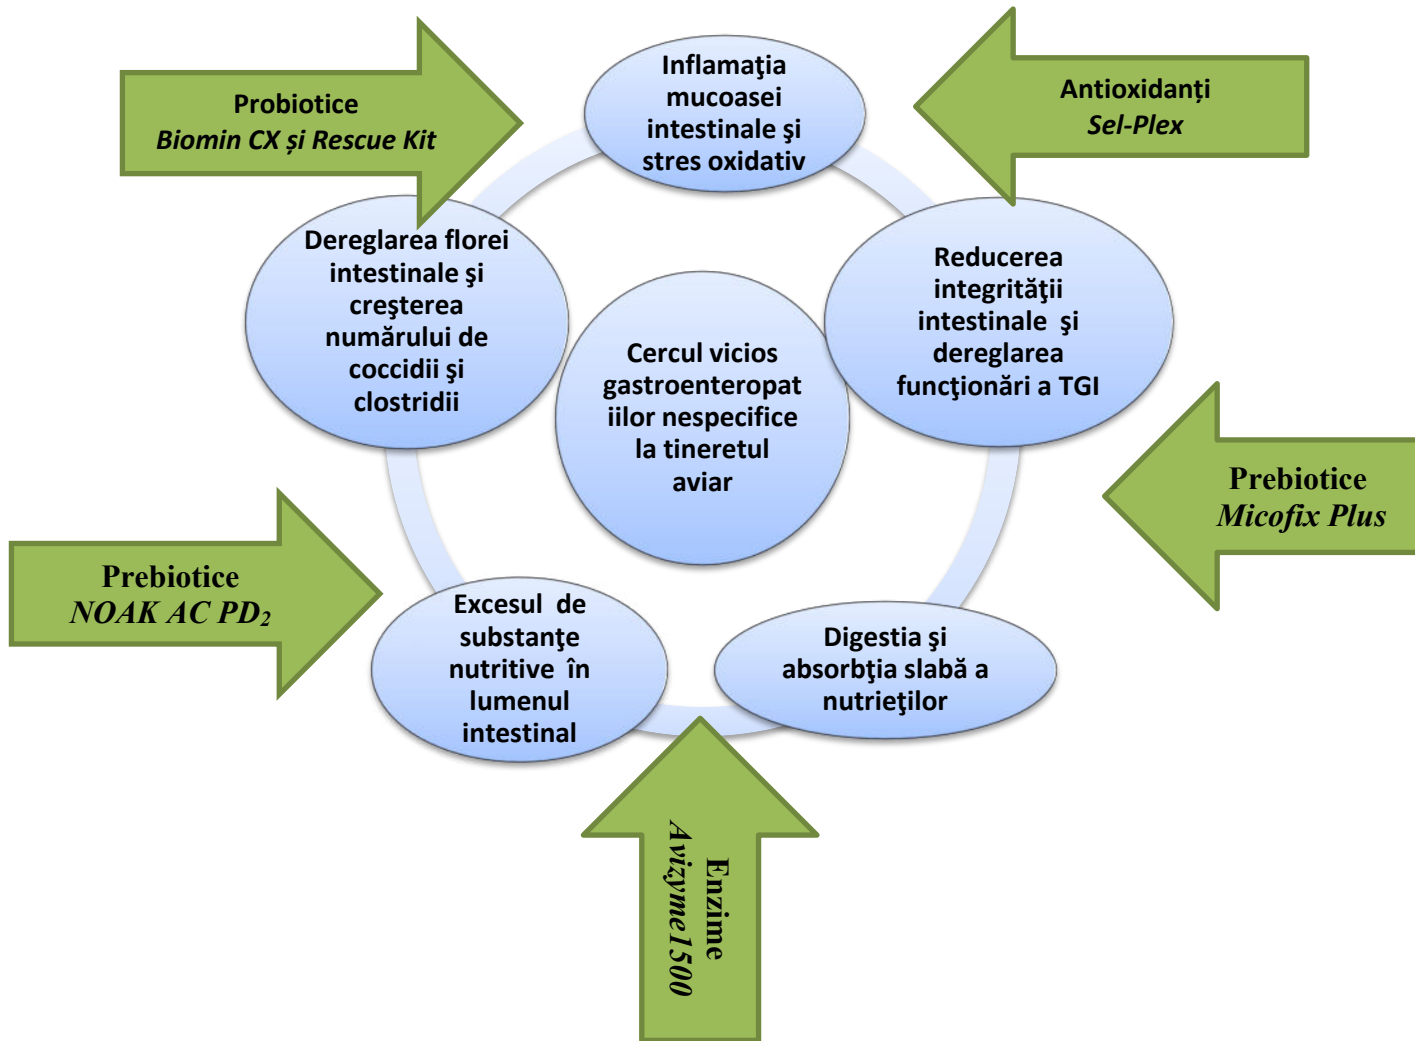 Probiotice
Biomin CX și Rescue Kit
Inflamaţia
mucoasei
intestinale şi
stres oxidativ
Antioxidanți
Sel-Plex
Dereglarea florei
intestinale şi
creşterea
numărului de
coccidii şi
clostridii
Reducerea
integrităţii
intestinale şi
dereglarea
funcţionări a TGI
Cercul vicios
gastroenteropat
iilor nespecifice
la tineretul
aviar
Prebiotice
Micofix Plus
Prebiotice
NOAK AC PD₂
Excesul de
substanţe
nutritive în
lumenul
intestinal
Digestia şi
absorbţia slabă a
nutrieţilor
Enzime
Avizyme1500